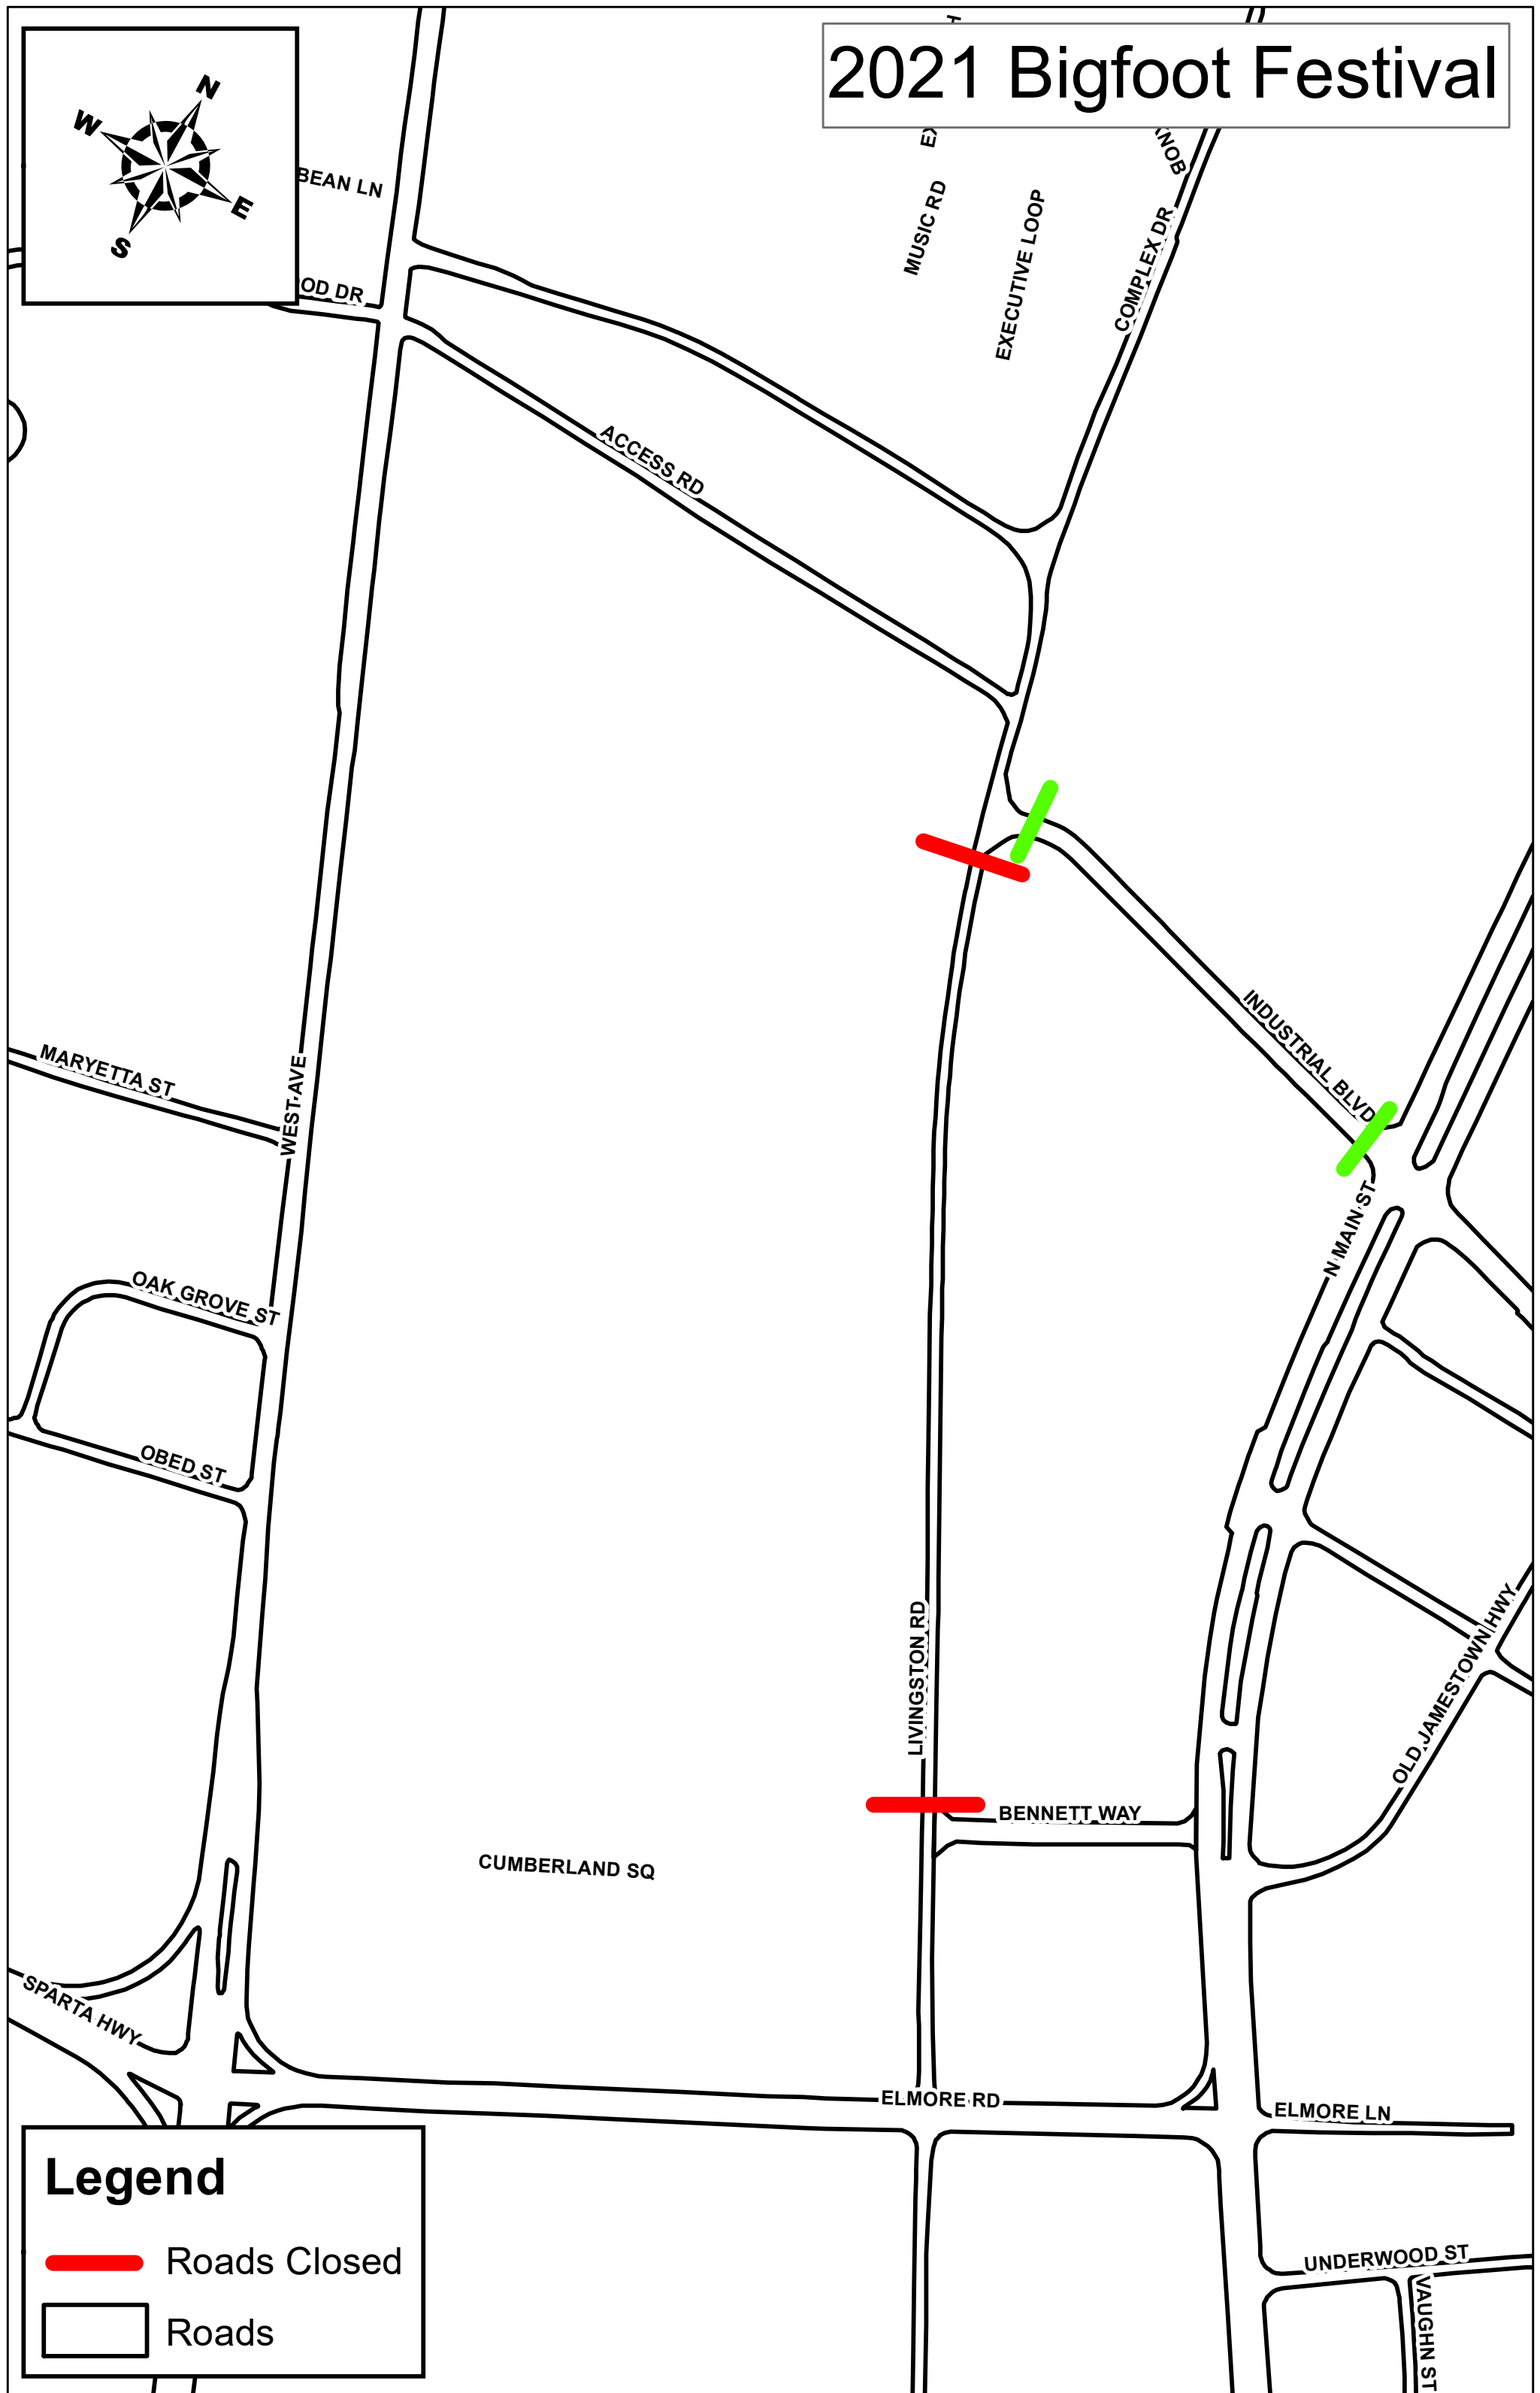 2021 Bigfoot Festival
N
W
E
S
BEAN LN
OD DR
MUSIC RD
EXECUTIVE LOOP
KNOB
COMPLEX DR
ACCESS RD
INDUSTRIAL BLVD
MARYETTA ST
WEST AVE
N MAIN ST
OAK GROVE ST
OBED ST
LIVINGSTON RD
OLD JAMESTOWN HWY
BENNETT WAY
CUMBERLAND SQ
SPARTA HWY
ELMORE RD
ELMORE LN
UNDERWOOD ST
VAUGHN ST
Legend
Roads Closed
Roads